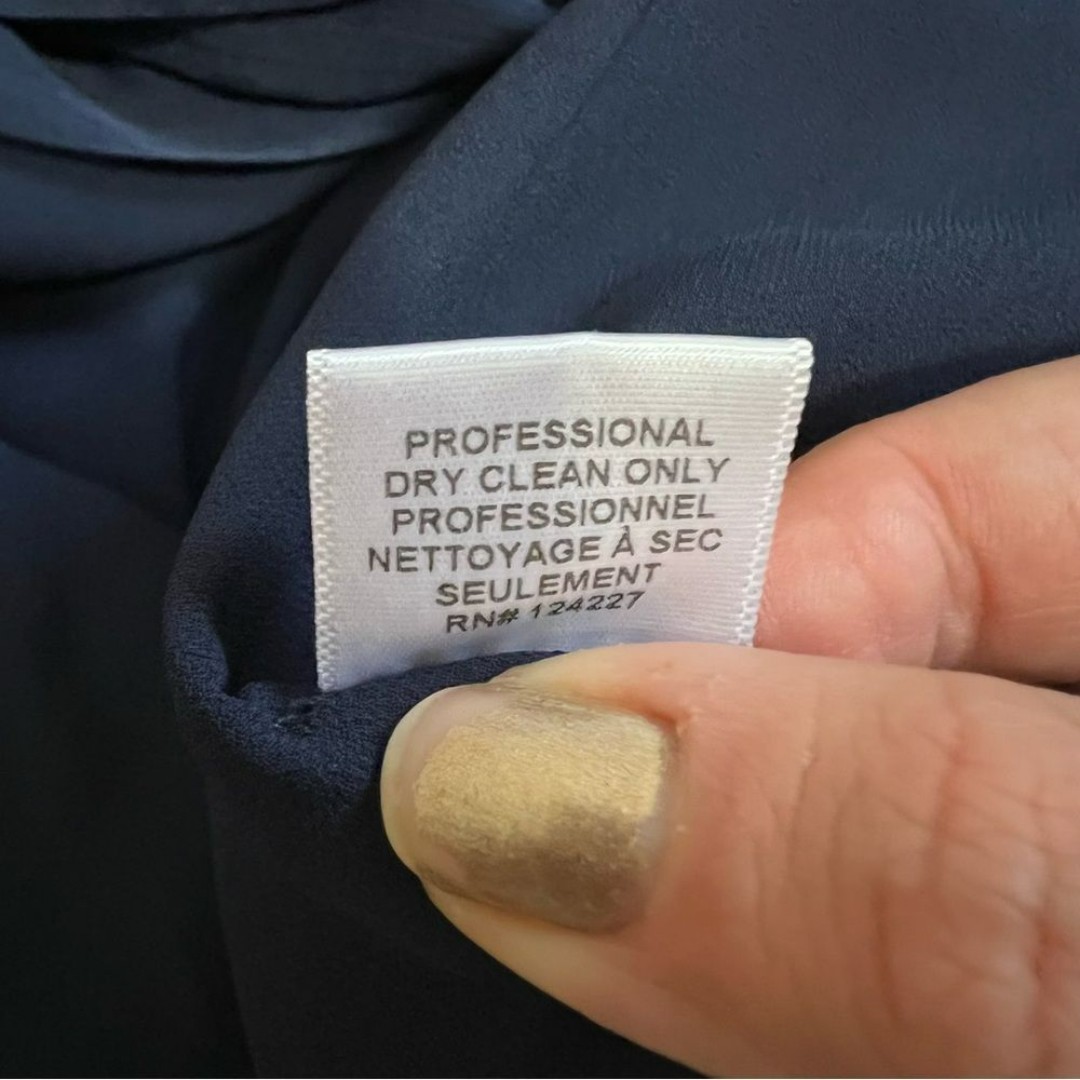 PROFESSIONAL
DRY CLEAN ONLY
PROFESSIONNEL
NETTOYAGE À SEC
SEULEMENT
RN# 124227